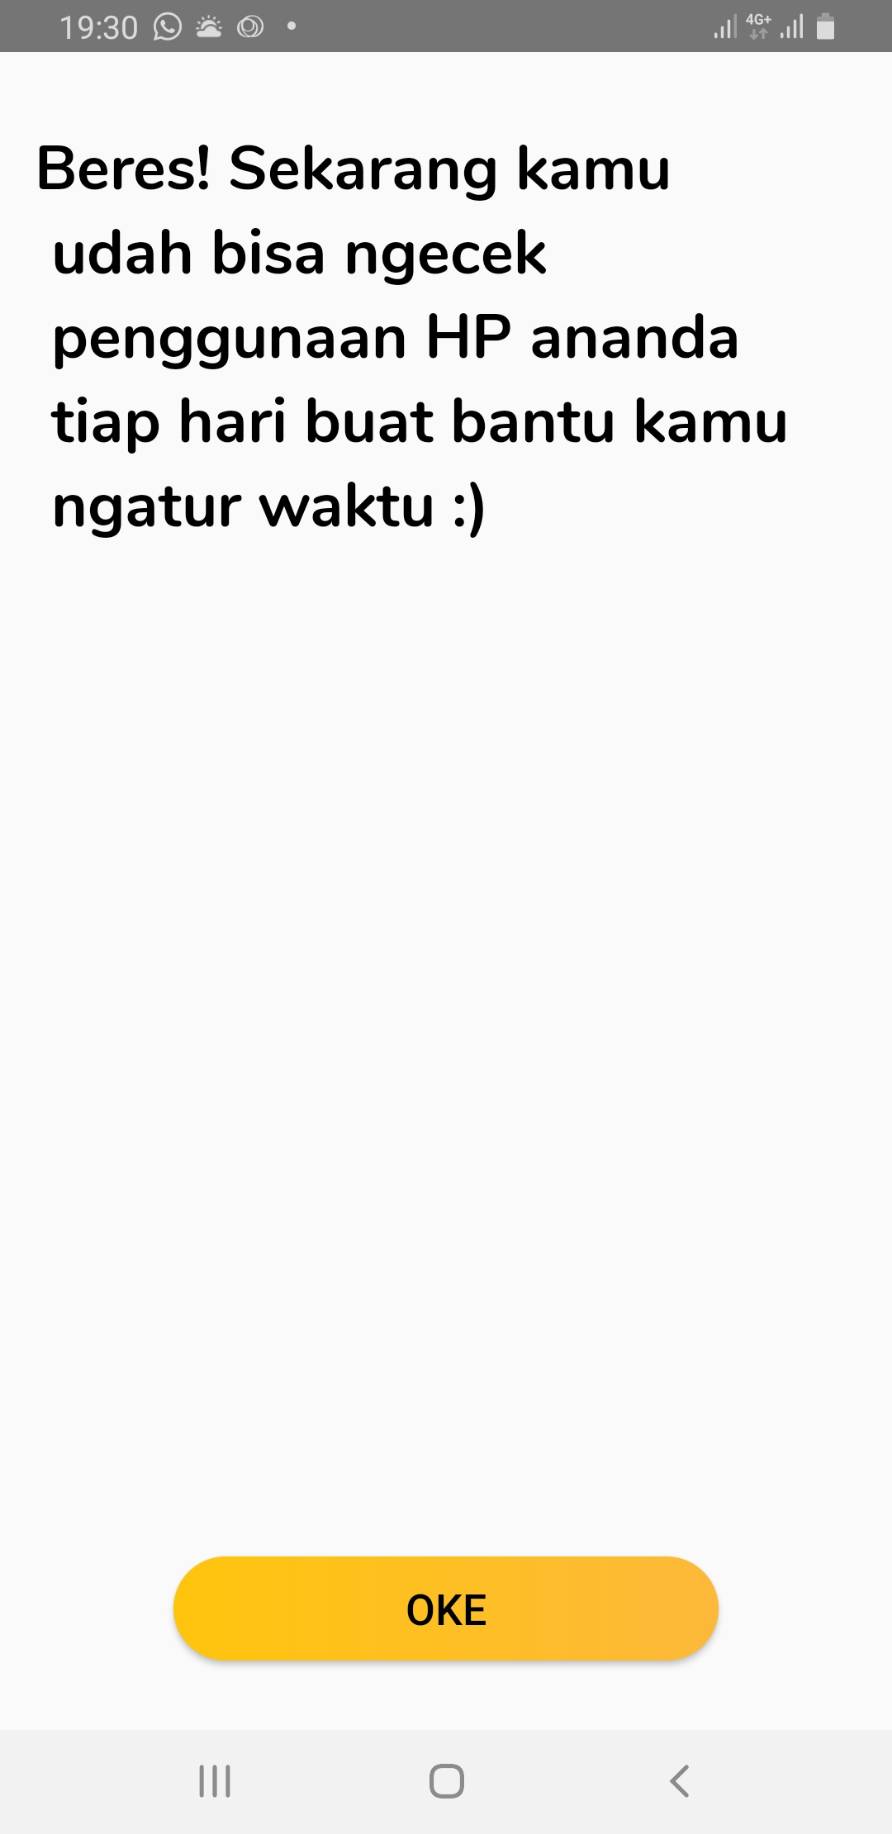 19:30
4G+
Beres! Sekarang kamu
udah bisa ngecek
penggunaan HP ananda
tiap hari buat bantu kamu
ngatur waktu :)
OKE